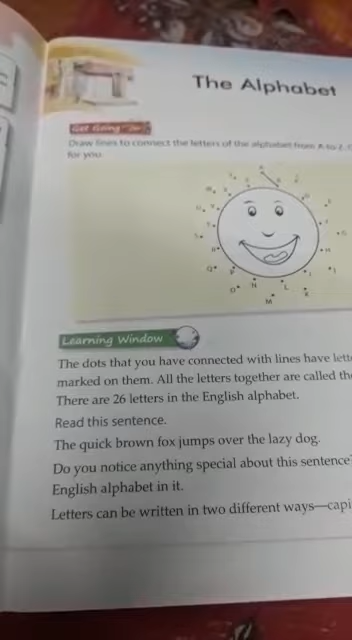 The Alphabet
Get Going
Draw lines to connect the letters of the alphabet from A to Z.
for you
Learning Window
The dots that you have connected with lines have lett
marked on them. All the letters together are called the
There are 26 letters in the English alphabet.
Read this sentence.
The quick brown fox jumps over the lazy dog.
Do you notice anything special about this sentence?
English alphabet in it.
Letters can be written in two different ways—capi